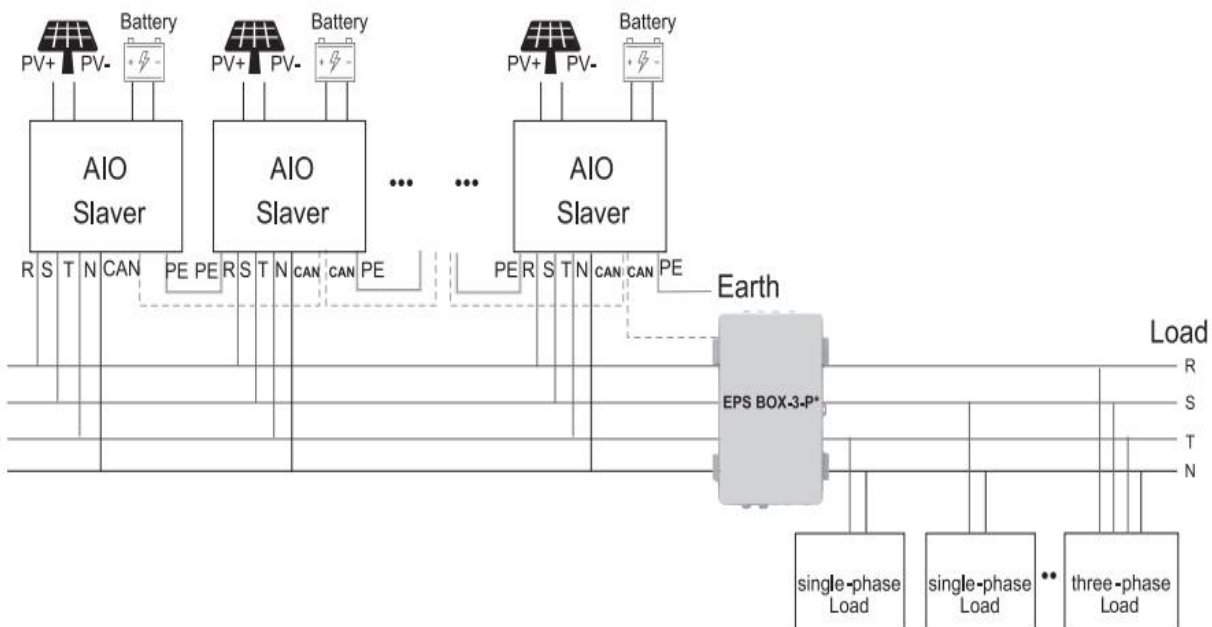 Battery Battery Battery
PV+ PV- PV+ PV- PV+ PV-
AIO AIO AIO
Slaver Slaver ••• ••• Slaver
R S T N CAN PE PE R S T N CAN CAN PE PE R S T N CAN CAN PE
Earth
Load
R
EPS BOX-3-P* S
T
N
single-phase single-phase •• three-phase
Load Load Load